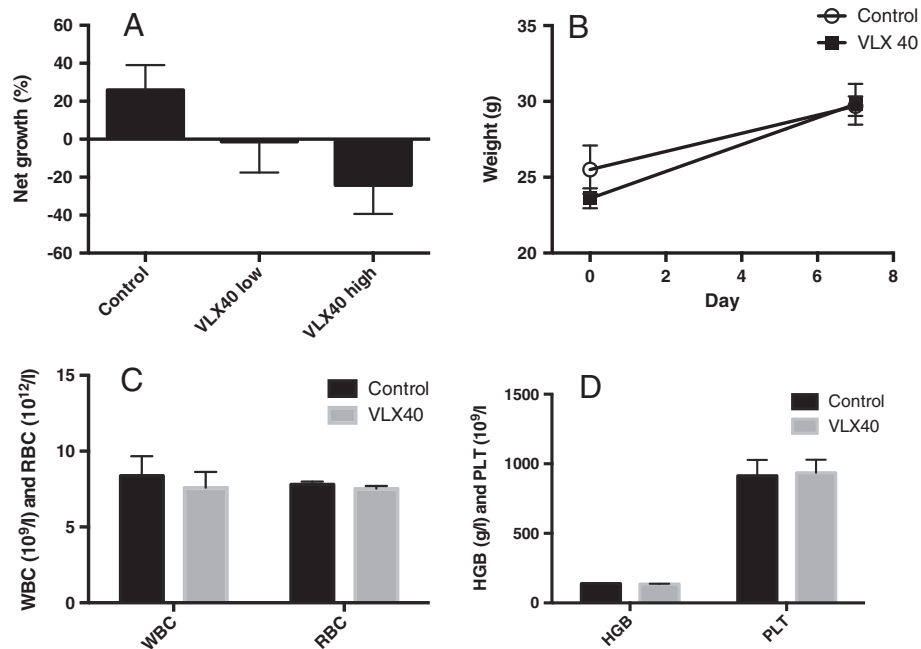 A
Net growth (%)
60
40
20
0
-20
-40
-60
Control
VLX40 low
VLX40 high
B
Control
VLX 40
Weight (g)
35
30
25
20
0 2 4 6 8
Day
C
Control
VLX40
WBC (10⁹/l) and RBC (10¹²/l)
15
10
5
0
WBC
RBC
D
Control
VLX40
HGB (g/l) and PLT (10⁹/l
1500
1000
500
0
HGB
PLT